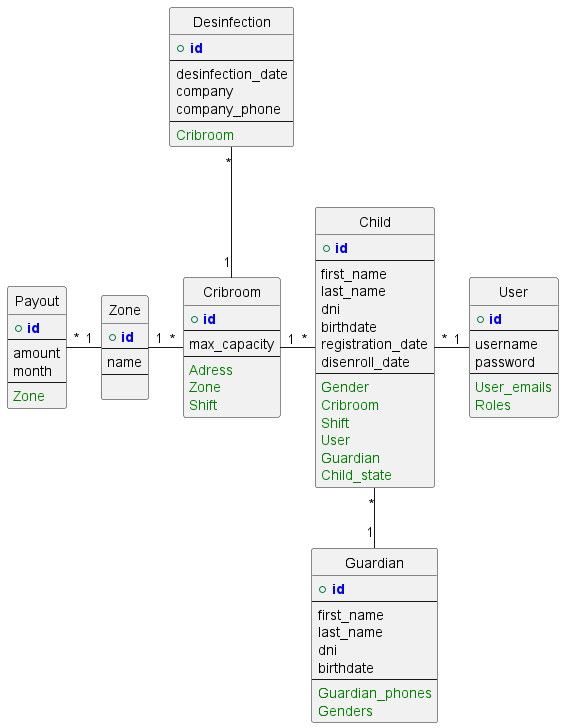 Desinfection
id
desinfection_date
company
company_phone
Cribroom
*
1
Child
id
first_name
last_name
dni
birthdate
registration_date
disenroll_date
Gender
Cribroom
Shift
User
Guardian
Child_state
Payout
id
amount
month
Zone
* 1
Zone
id
name
1 *
Cribroom
id
max_capacity
Adress
Zone
Shift
1 *
* 1
User
id
username
password
User_emails
Roles
*
1
Guardian
id
first_name
last_name
dni
birthdate
Guardian_phones
Genders